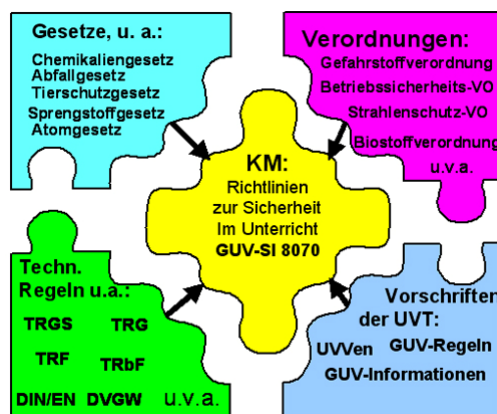 Gesetze, u. a.:
Chemikaliengesetz
Abfallgesetz
Tierschutzgesetz
Sprengstoffgesetz
Atomgesetz
Verordnungen:
Gefahrstoffverordnung
Betriebssicherheits-VO
Strahlenschutz-VO
Biostoffverordnung
u.v.a.
KM:
Richtlinien
zur Sicherheit
Im Unterricht
GUV-SI 8070
Techn.
Regeln u.a.:
TRGS TRG
TRF TRbF
DIN/EN DVGW u.v.a.
Vorschriften
der UVT:
UVVen GUV-Regeln
GUV-Informationen